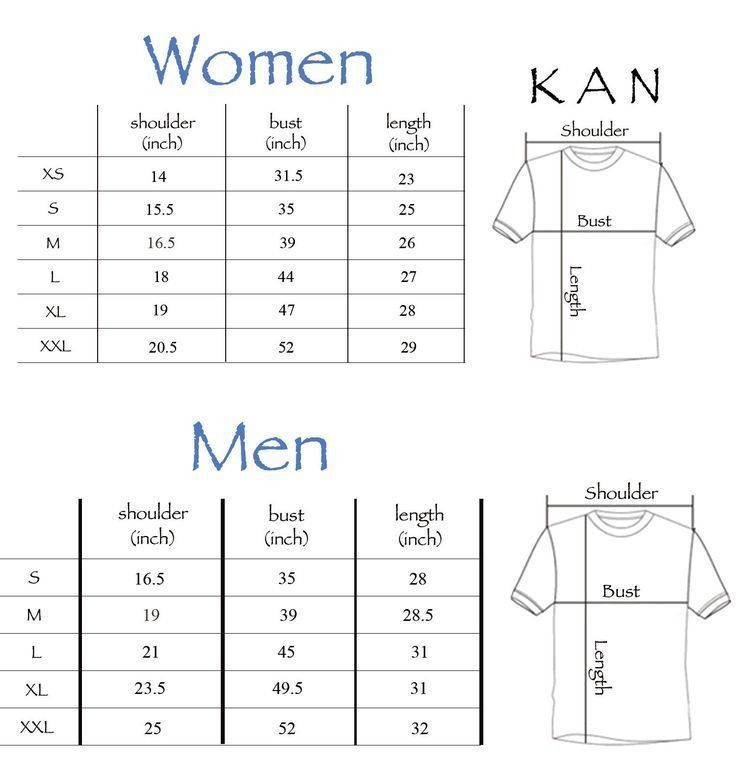 Women
KAN
shoulder bust length
(inch) (inch) (inch)
XS 14 31.5 23
S 15.5 35 25
M 16.5 39 26
L 18 44 27
XL 19 47 28
XXL 20.5 52 29
Shoulder
Bust
Length
Men
shoulder bust length
(inch) (inch) (inch)
S 16.5 35 28
M 19 39 28.5
L 21 45 31
XL 23.5 49.5 31
XXL 25 52 32
Shoulder
Bust
Length